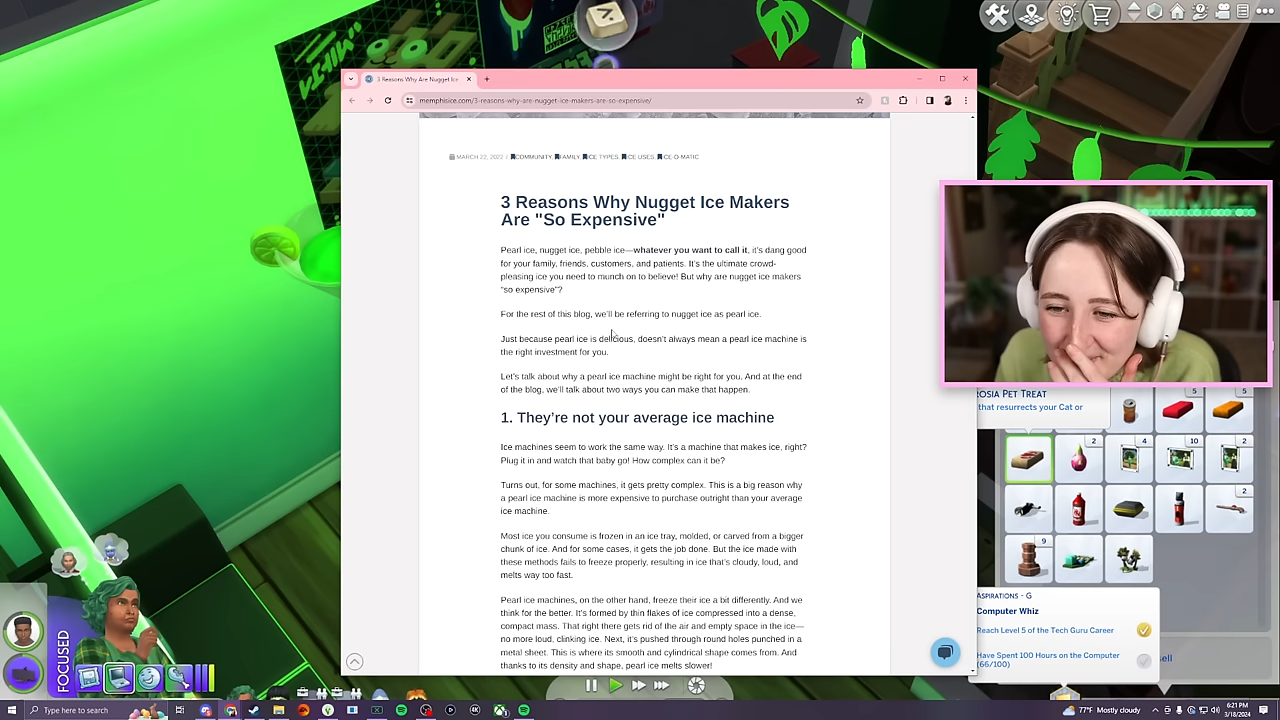 3 Reasons Why Are Nugget Ice
memphisice.com/3-reasons-why-are-nugget-ice-makers-are-so-expensive/
MARCH 22, 2022 / COMMUNITY, FAMILY, ICE TYPES, ICE USES, ICE-O-MATIC
3 Reasons Why Nugget Ice Makers
Are "So Expensive"
Pearl ice, nugget ice, pebble ice—whatever you want to call it, it's dang good
for your family, friends, customers, and patients. It's the ultimate crowd-
pleasing ice you need to munch on to believe! But why are nugget ice makers
"so expensive"?
For the rest of this blog, we'll be referring to nugget ice as pearl ice.
Just because pearl ice is delicious, doesn't always mean a pearl ice machine is
the right investment for you.
Let's talk about why a pearl ice machine might be right for you. And at the end
of the blog, we'll talk about two ways you can make that happen.
1. They're not your average ice machine
Ice machines seem to work the same way. It's a machine that makes ice, right?
Plug it in and watch that baby go! How complex can it be?
Turns out, for some machines, it gets pretty complex. This is a big reason why
a pearl ice machine is more expensive to purchase outright than your average
ice machine.
Most ice you consume is frozen in an ice tray, molded, or carved from a bigger
chunk of ice. And for some cases, it gets the job done. But the ice made with
these methods fails to freeze properly, resulting in ice that's cloudy, loud, and
melts way too fast.
Pearl ice machines, on the other hand, freeze their ice a bit differently. And we
think for the better. It's formed by thin flakes of ice compressed into a dense,
compact mass. That right there gets rid of the air and empty space in the ice—
no more loud, clinking ice. Next, it's pushed through round holes punched in a
metal sheet. This is where its smooth and cylindrical shape comes from. And
thanks to its density and shape, pearl ice melts slower!
ROSIA PET TREAT
that resurrects your Cat or
5
5
2
4
10
2
2
9
ASPIRATIONS - G
Computer Whiz
Reach Level 5 of the Tech Guru Career
Have Spent 100 Hours on the Computer
(66/100)
ell
FOCUSED
Type here to search
77°F Mostly cloudy
6:21 PM
3/18/2024